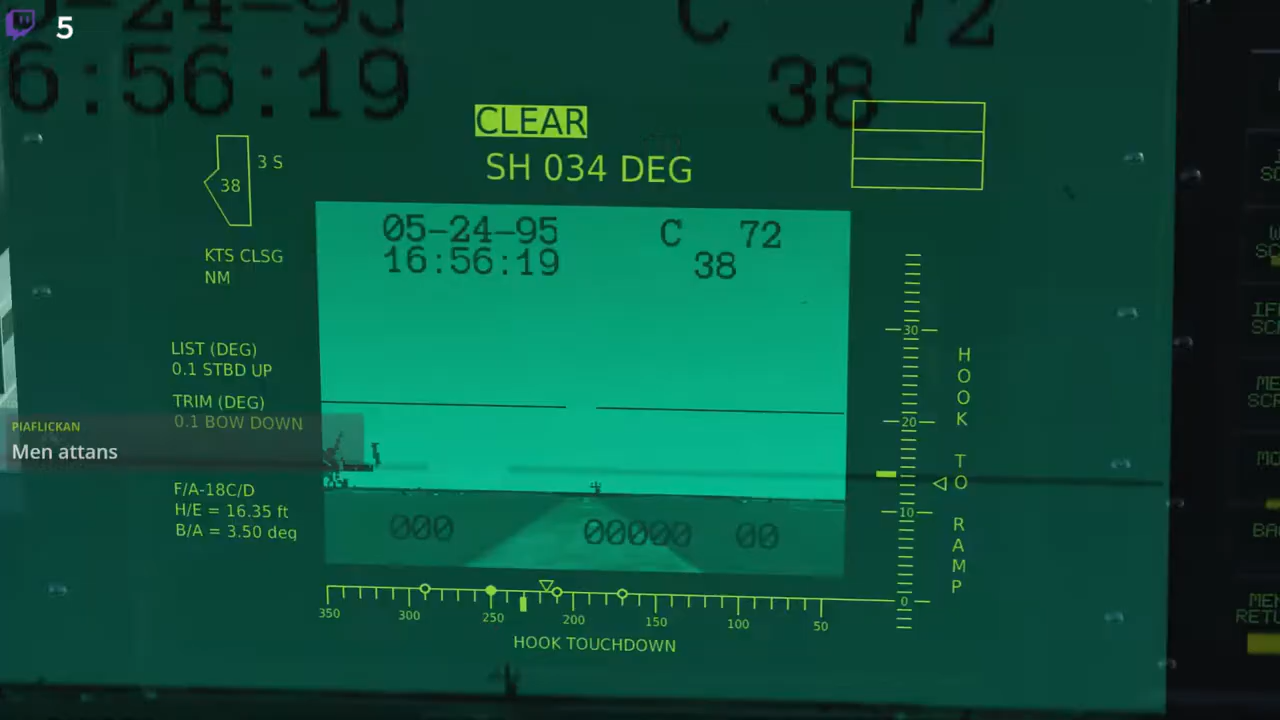 5
05-24-95
C 72
6:56:19
38
CLEAR
SH 034 DEG
38
3 S
KTS CLSG
NM
05-24-95
C 72
16:56:19
38
LIST (DEG)
0.1 STBD UP
TRIM (DEG)
0.1 BOW DOWN
PIAFLICKAN
Men attans
F/A-18C/D
H/E = 16.35 ft
B/A = 3.50 deg
000
00000
00
30
20
10
0
HOOK TO RAMP
350
300
250
200
150
100
50
HOOK TOUCHDOWN